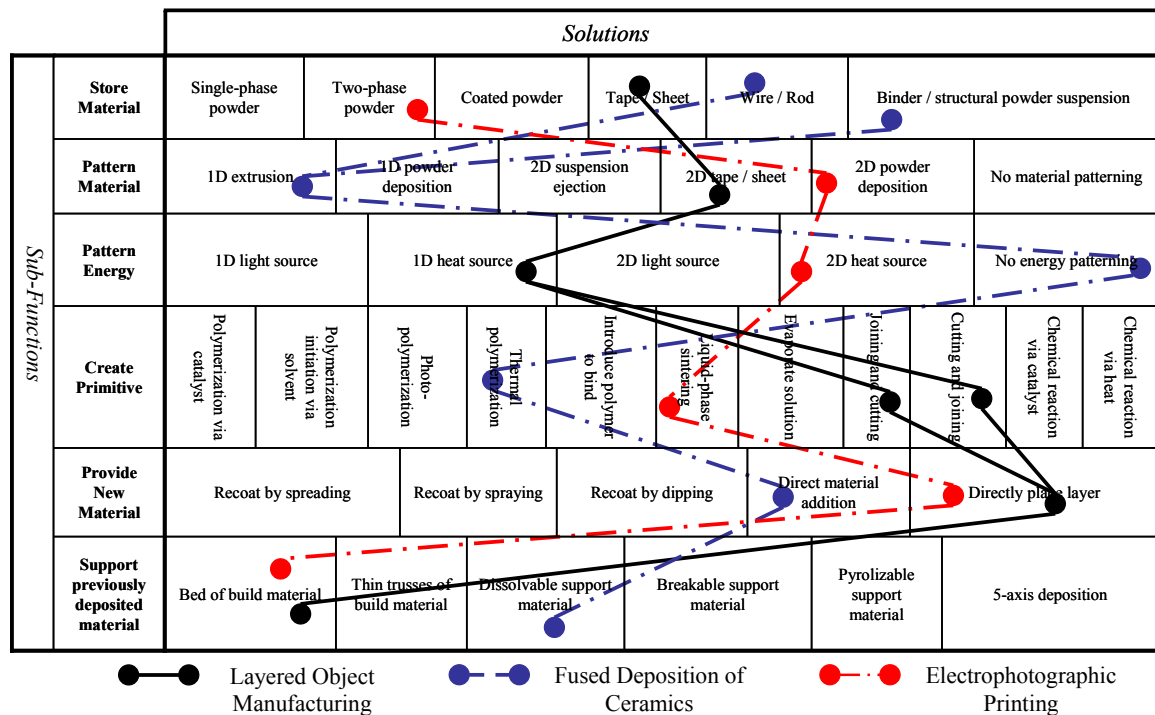 Solutions
Sub-Functions
Store
Material
Single-phase
powder
Two-phase
powder
Coated powder
Tape / Sheet
Wire / Rod
Binder / structural powder suspension
Pattern
Material
1D extrusion
1D powder
deposition
2D suspension
ejection
2D tape / sheet
2D powder
deposition
No material patterning
Pattern
Energy
1D light source
1D heat source
2D light source
2D heat source
No energy patterning
Create
Primitive
Polymerization via
catalyst
Polymerization via
initiation via
solvent
Photo-
polymerization
Thermal
polymerization
Introduce polymer
to bind
Liquid-phase
sintering
Evaporate solution
Joining and cutting
Cutting and joining
Chemical reaction
via catalyst
Chemical reaction
via heat
Provide
New
Material
Recoat by spreading
Recoat by spraying
Recoat by dipping
Direct material
addition
Directly place layer
Support
previously
deposited
material
Bed of build material
Thin trusses of
build material
Dissolvable support
material
Breakable support
material
Pyrolizable
support
material
5-axis deposition
Layered Object
Manufacturing
Fused Deposition of
Ceramics
Electrophotographic
Printing